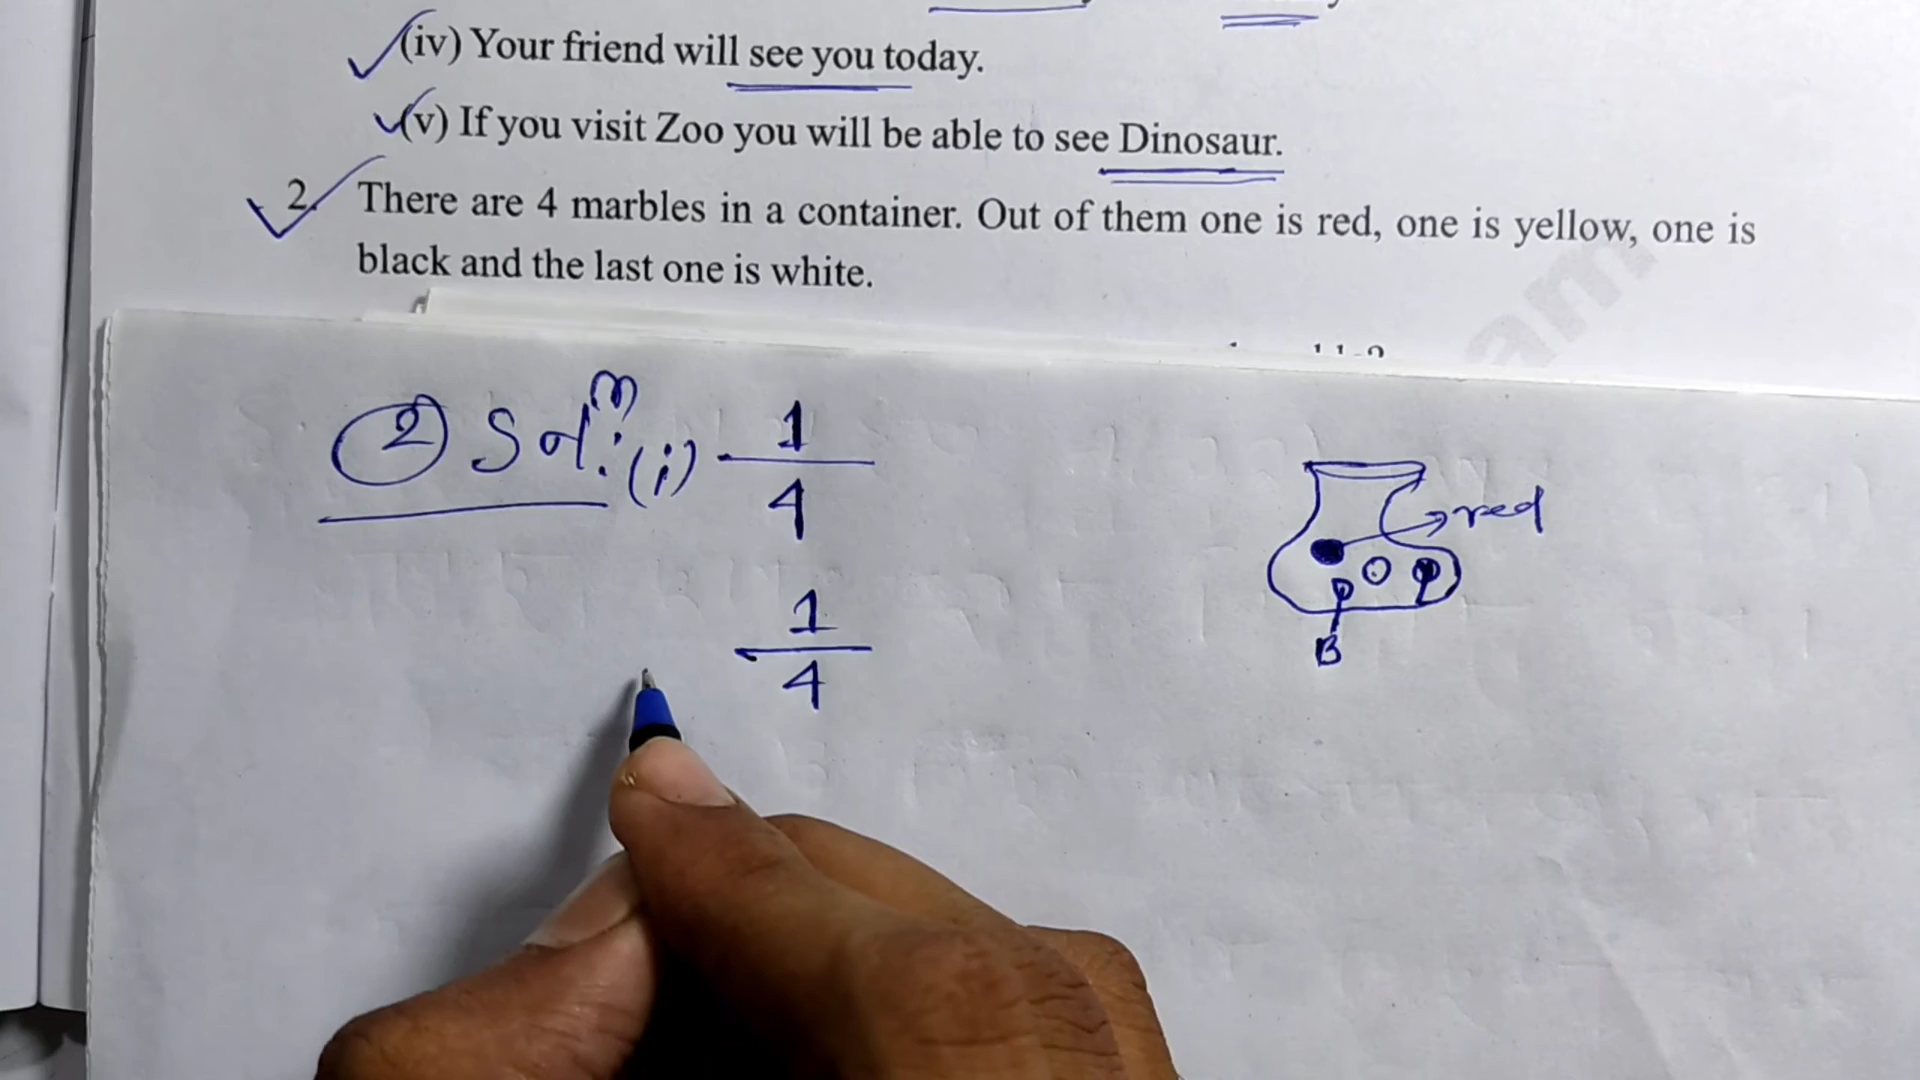 (iv) Your friend will see you today.
(v) If you visit Zoo you will be able to see Dinosaur.
2. There are 4 marbles in a container. Out of them one is red, one is yellow, one is
black and the last one is white.
am
2 Sol.n: (i) 1/4
red
1/4
B